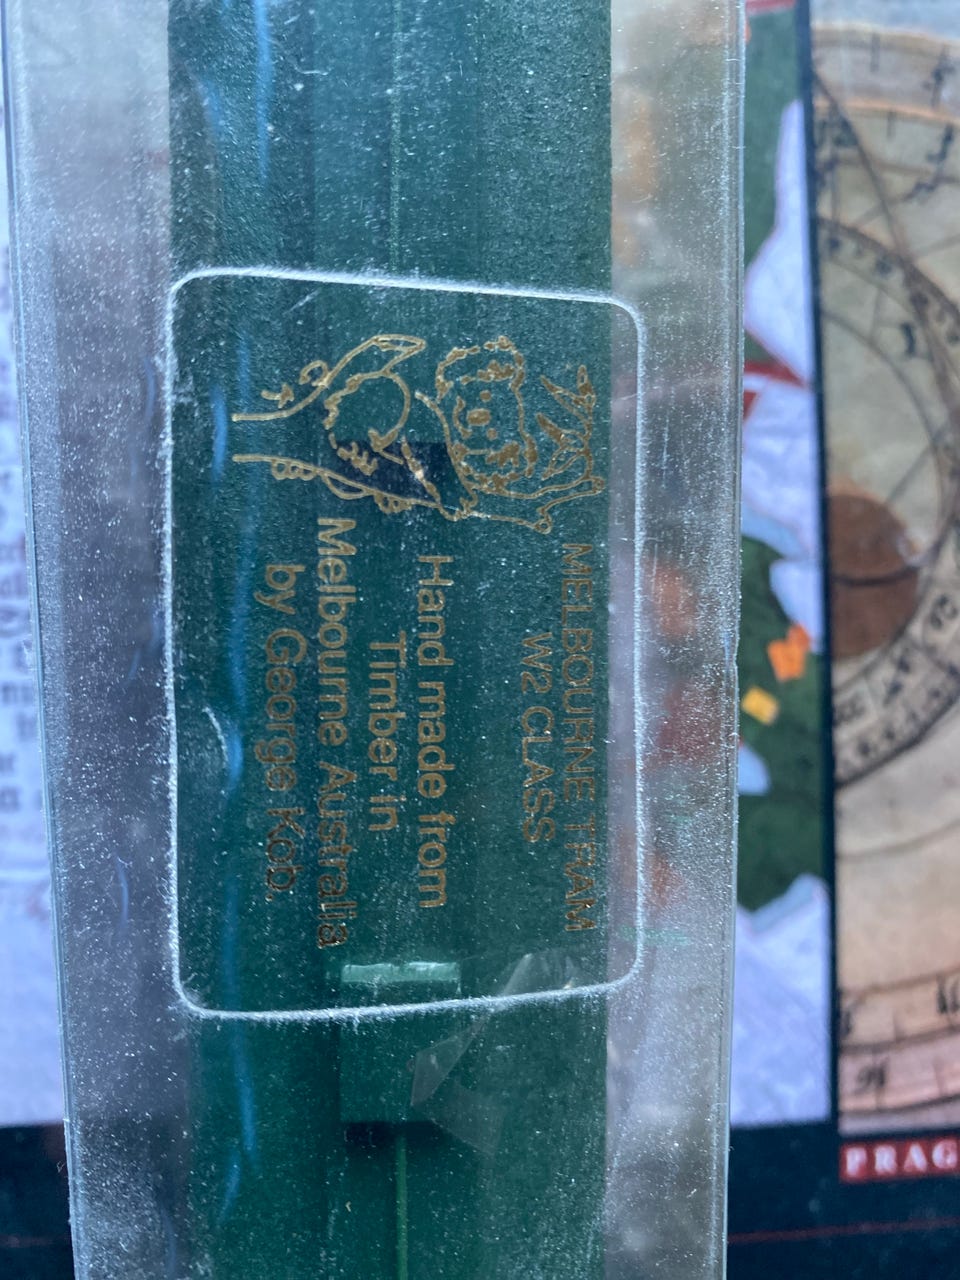 MELBOURNE TRAM
W2 CLASS
Hand made from
Timber in
Melbourne Australia
by George Kob.
PRAG